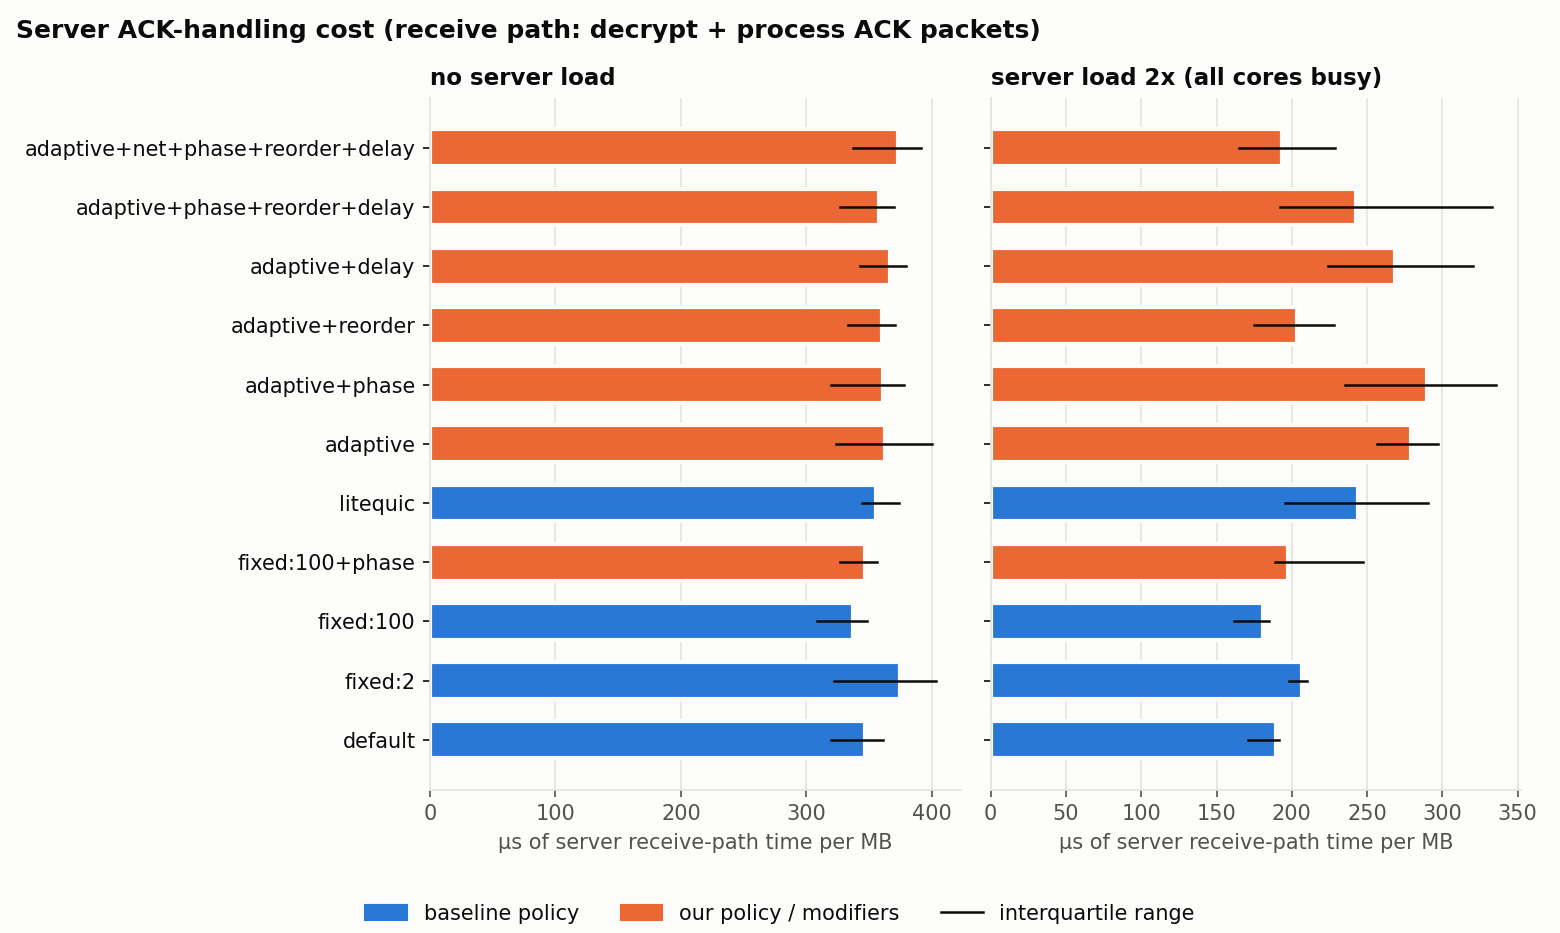 Server ACK-handling cost (receive path: decrypt + process ACK packets)
no server load
server load 2x (all cores busy)
adaptive+net+phase+reorder+delay
adaptive+phase+reorder+delay
adaptive+delay
adaptive+reorder
adaptive+phase
adaptive
litequic
fixed:100+phase
fixed:100
fixed:2
default
0 100 200 300 400
0 50 100 150 200 250 300 350
µs of server receive-path time per MB
µs of server receive-path time per MB
baseline policy
our policy / modifiers
interquartile range